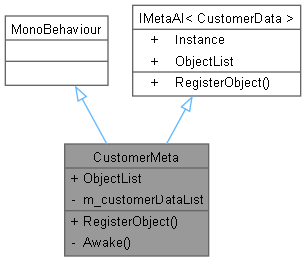 MonoBehaviour
IMetaAI< CustomerData >
+ Instance
+ ObjectList
+ RegisterObject()
CustomerMeta
+ ObjectList
- m_customerDataList
+ RegisterObject()
- Awake()